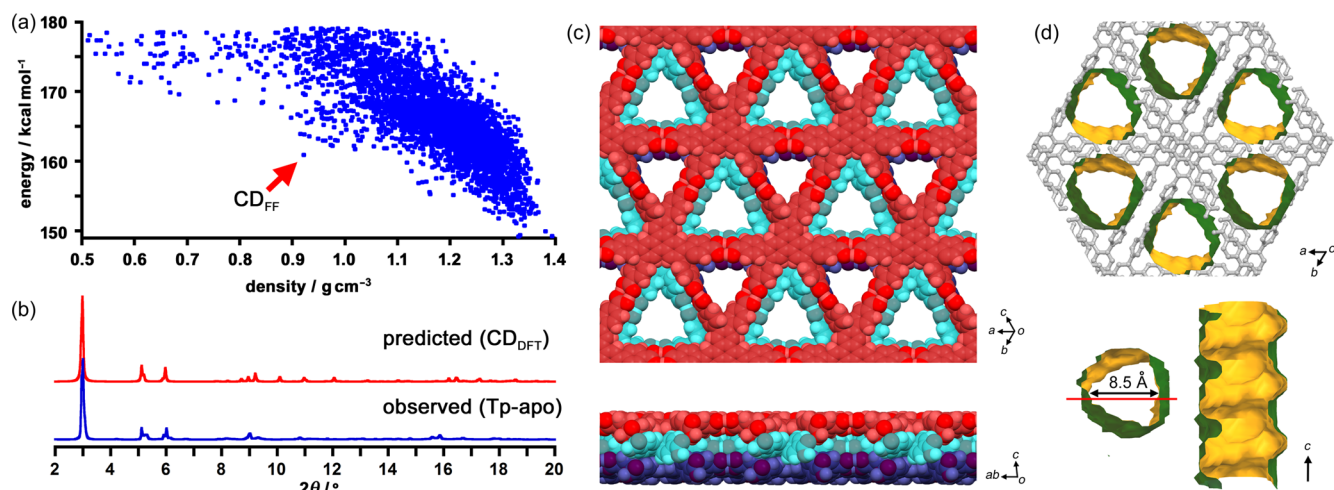 (a)
energy / kcal mol⁻¹
180
170
160
150
CD_FF
0.5 0.6 0.7 0.8 0.9 1.0 1.1 1.2 1.3 1.4
density / g cm⁻³
(b)
predicted (CD_DFT)
observed (Tp-apo)
2 4 6 8 10 12 14 16 18 20
2θ / °
(c)
c
a o
b
c
ab o
(d)
a o
b
8.5 Å
c